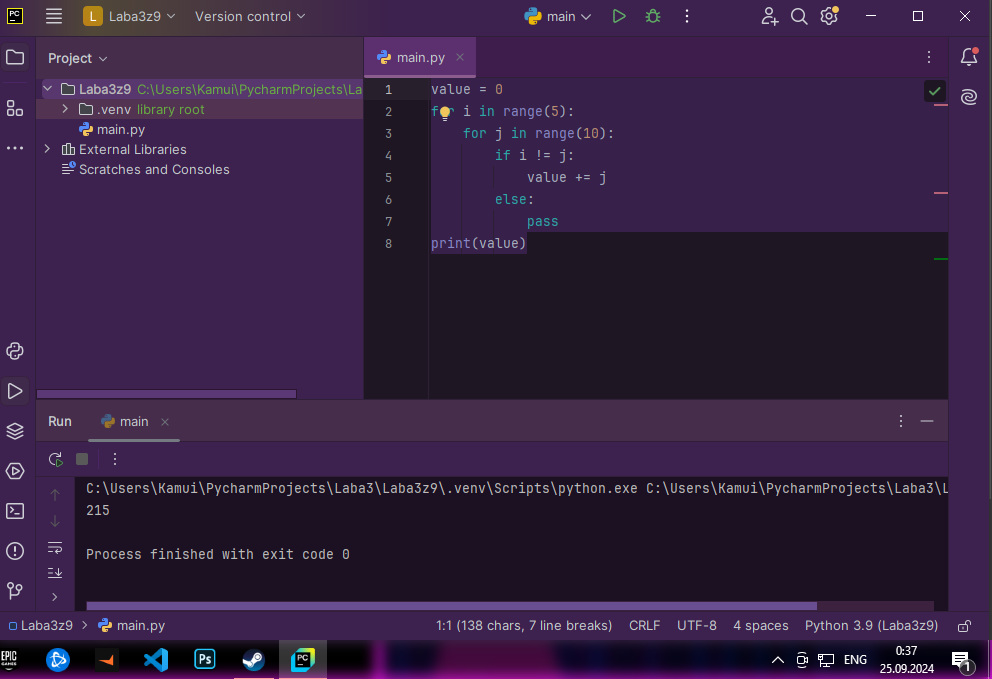 PC
L Laba3z9
Version control
main
Project
main.py
Laba3z9 C:\Users\Kamui\PycharmProjects\La
.venv library root
main.py
External Libraries
Scratches and Consoles
1 value = 0
2 for i in range(5):
3 for j in range(10):
4 if i != j:
5 value += j
6 else:
7 pass
8 print(value)
Run
main
C:\Users\Kamui\PycharmProjects\Laba3\Laba3z9\.venv\Scripts\python.exe C:\Users\Kamui\PycharmProjects\Laba3\L
215
Process finished with exit code 0
Laba3z9 > main.py
1:1 (138 chars, 7 line breaks)
CRLF
UTF-8
4 spaces
Python 3.9 (Laba3z9)
EPIC
GAMES
Ps
PC
ENG
0:37
25.09.2024
1